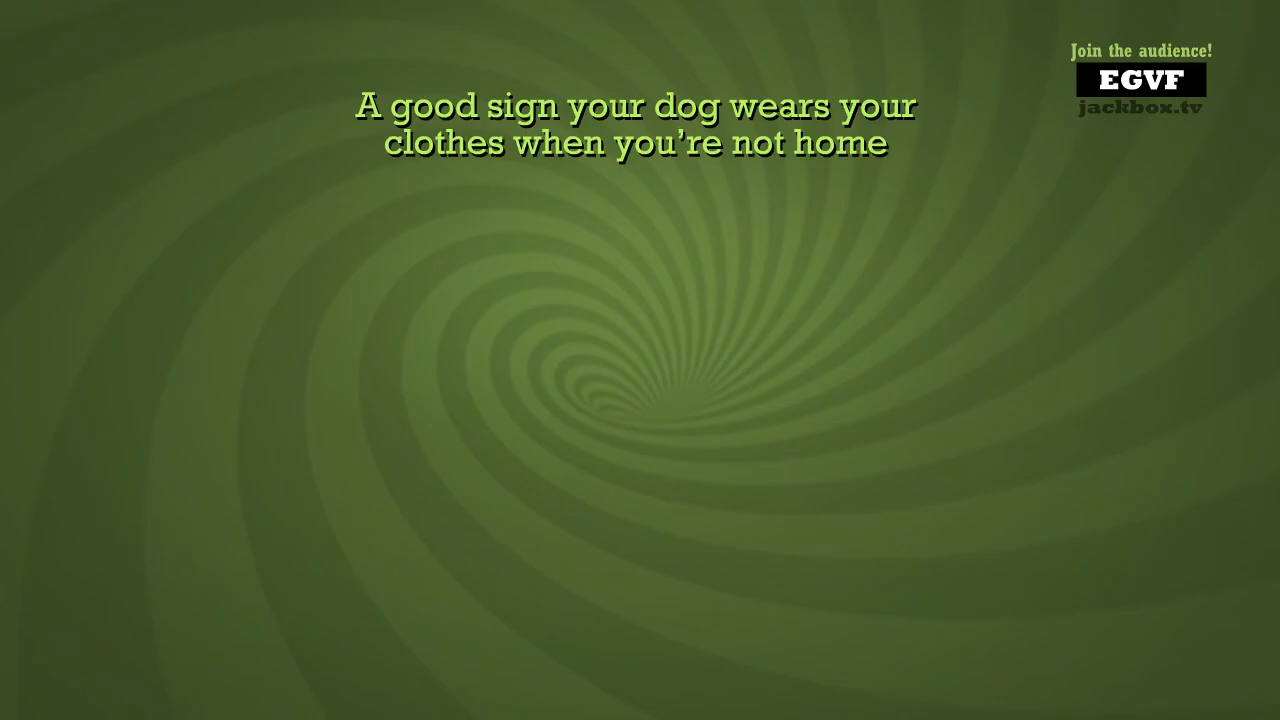 Join the audience!
EGVF
jackbox.tv
A good sign your dog wears your
clothes when you're not home